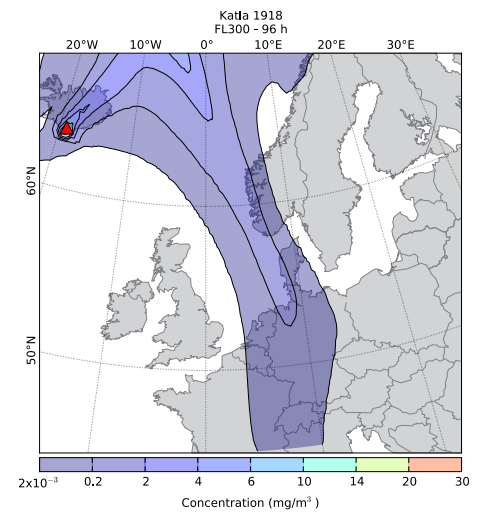 Katla 1918
FL300 - 96 h
20°W 10°W 0° 10°E 20°E 30°E
60°N
50°N
2x10⁻³ 0.2 2 4 6 10 14 20 30
Concentration (mg/m³ )